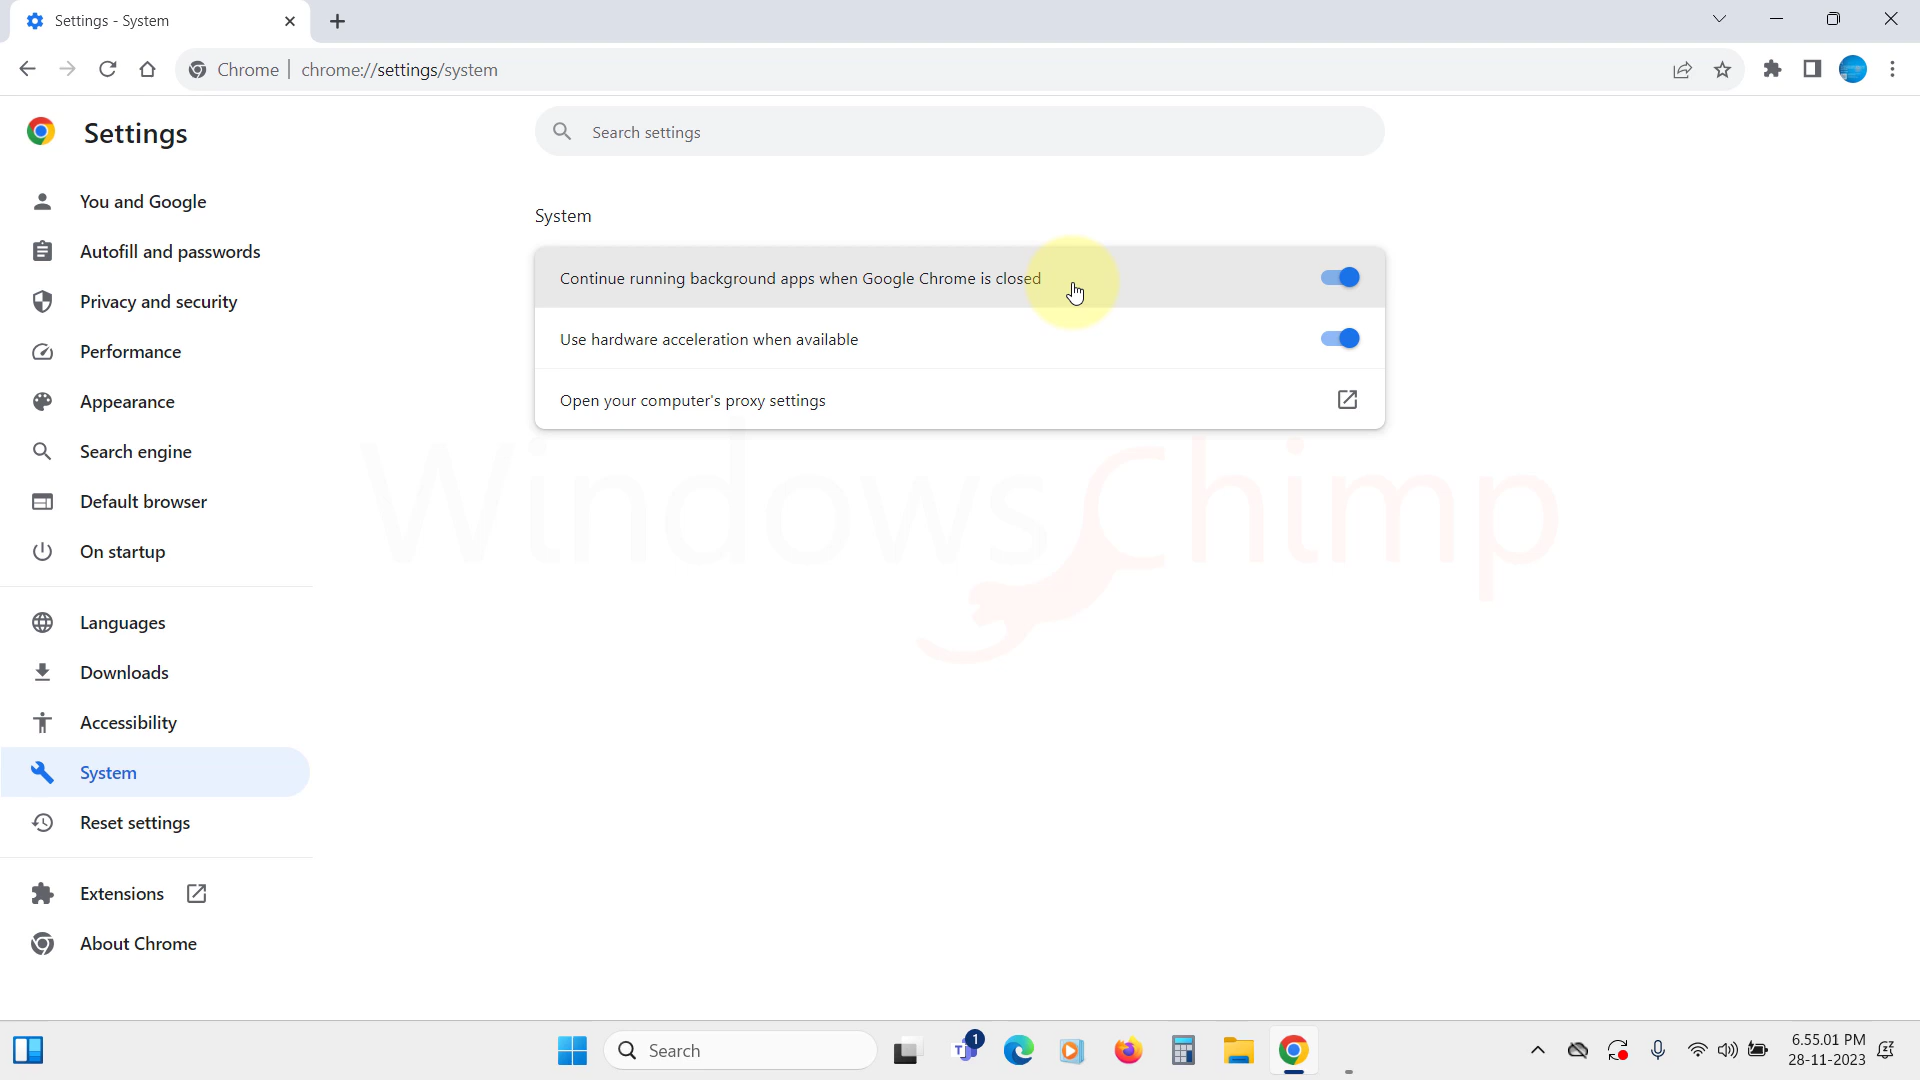 Settings - System
Chrome | chrome://settings/system
Settings
Search settings
You and Google
Autofill and passwords
Privacy and security
Performance
Appearance
Search engine
Default browser
On startup
Languages
Downloads
Accessibility
System
Reset settings
Extensions
About Chrome
System
Continue running background apps when Google Chrome is closed
Use hardware acceleration when available
Open your computer's proxy settings
WindowsChimp
Search
1
T
6.55.01 PM
28-11-2023